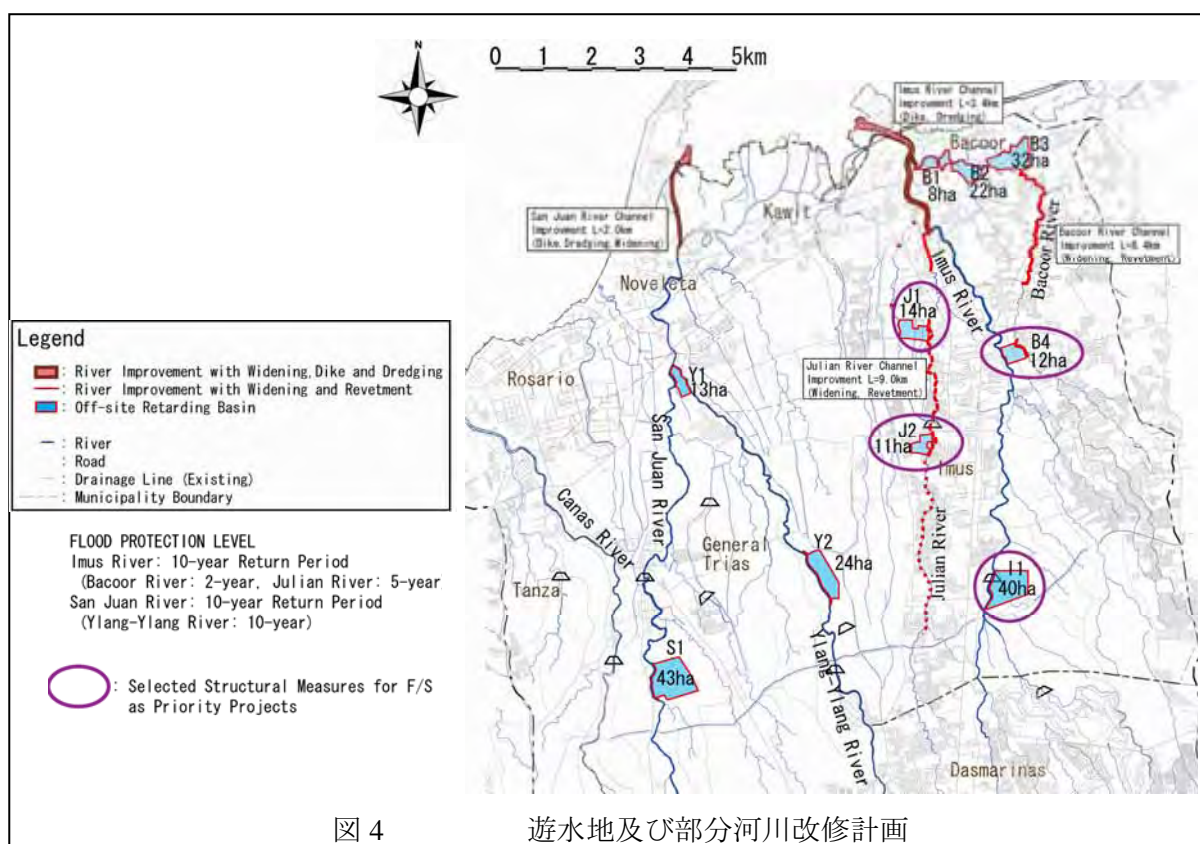 N
0 1 2 3 4 5km
Imus River Channel
Improvement L=3.4km
(Dike, Dredging)
Bacoor
B3
32ha
B1
8ha
B2
22ha
Kawit
San Juan River Channel
Improvement L=2.0km
(Dike,Dredging,Widening)
Bacoor River Channel
Improvement L=6.4km
(Widening, Revetment)
Bacoor River
Imus River
Noveleta
J1
14ha
B4
12ha
Julian River Channel
Improvement L=9.0km
(Widening, Revetment)
Rosario
Y1
13ha
San Juan River
J2
11ha
Imus
Canas River
General
Trias
Y2
24ha
Julian River
I1
40ha
Tanza
S1
43ha
Ylang Ylang River
Dasmarinas
Legend
: River Improvement with Widening,Dike and Dredging
: River Improvement with Widening and Revetment
: Off-site Retarding Basin
: River
: Road
: Drainage Line (Existing)
: Municipality Boundary
FLOOD PROTECTION LEVEL
Imus River: 10-year Return Period
(Bacoor River: 2-year, Julian River: 5-year
San Juan River: 10-year Return Period
(Ylang-Ylang River: 10-year)
: Selected Structural Measures for F/S
as Priority Projects
図 4 遊水地及び部分河川改修計画